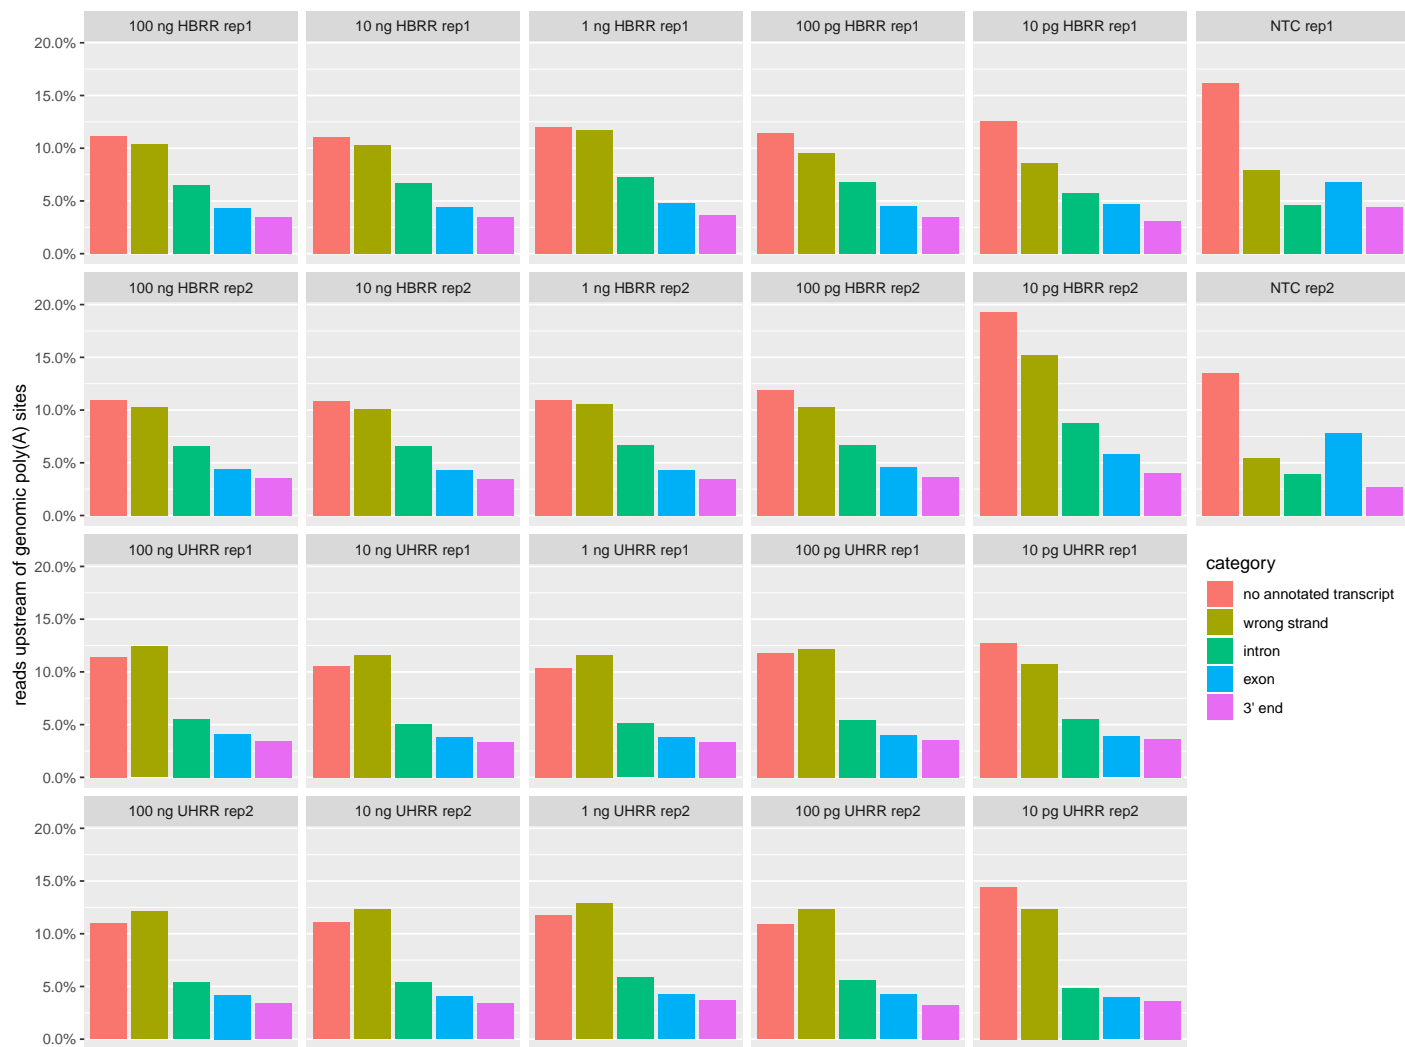 100 ng HBRR rep1
10 ng HBRR rep1
1 ng HBRR rep1
100 pg HBRR rep1
10 pg HBRR rep1
NTC rep1
20.0%
15.0%
10.0%
5.0%
0.0%
100 ng HBRR rep2
10 ng HBRR rep2
1 ng HBRR rep2
100 pg HBRR rep2
10 pg HBRR rep2
NTC rep2
20.0%
15.0%
10.0%
5.0%
0.0%
reads upstream of genomic poly(A) sites
100 ng UHRR rep1
10 ng UHRR rep1
1 ng UHRR rep1
100 pg UHRR rep1
10 pg UHRR rep1
20.0%
15.0%
10.0%
5.0%
0.0%
category
no annotated transcript
wrong strand
intron
exon
3' end
100 ng UHRR rep2
10 ng UHRR rep2
1 ng UHRR rep2
100 pg UHRR rep2
10 pg UHRR rep2
20.0%
15.0%
10.0%
5.0%
0.0%